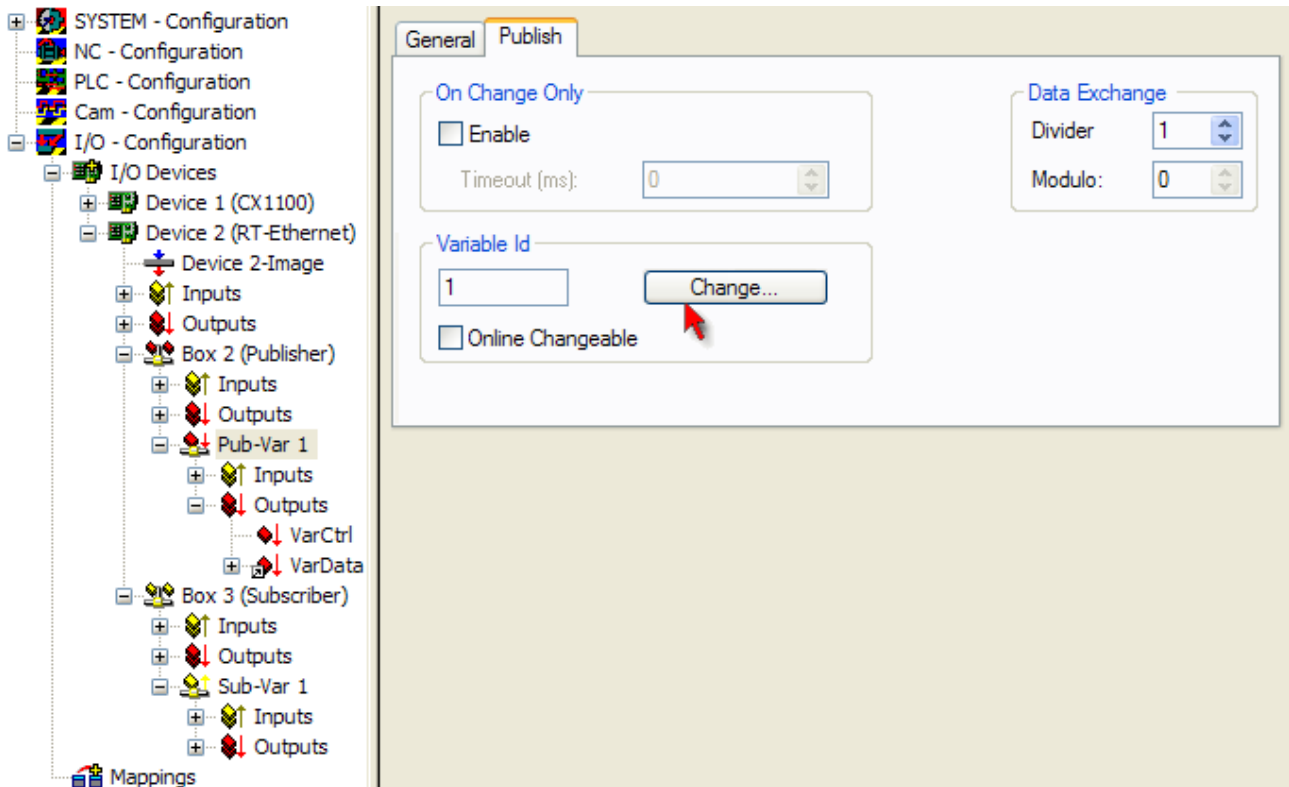 SYSTEM - Configuration
NC - Configuration
PLC - Configuration
Cam - Configuration
I/O - Configuration
I/O Devices
Device 1 (CX1100)
Device 2 (RT-Ethernet)
Device 2-Image
Inputs
Outputs
Box 2 (Publisher)
Inputs
Outputs
Pub-Var 1
Inputs
Outputs
VarCtrl
VarData
Box 3 (Subscriber)
Inputs
Outputs
Sub-Var 1
Inputs
Outputs
Mappings
General Publish
On Change Only
Enable
Timeout (ms): 0
Variable Id
1 Change...
Online Changeable
Data Exchange
Divider 1
Modulo: 0